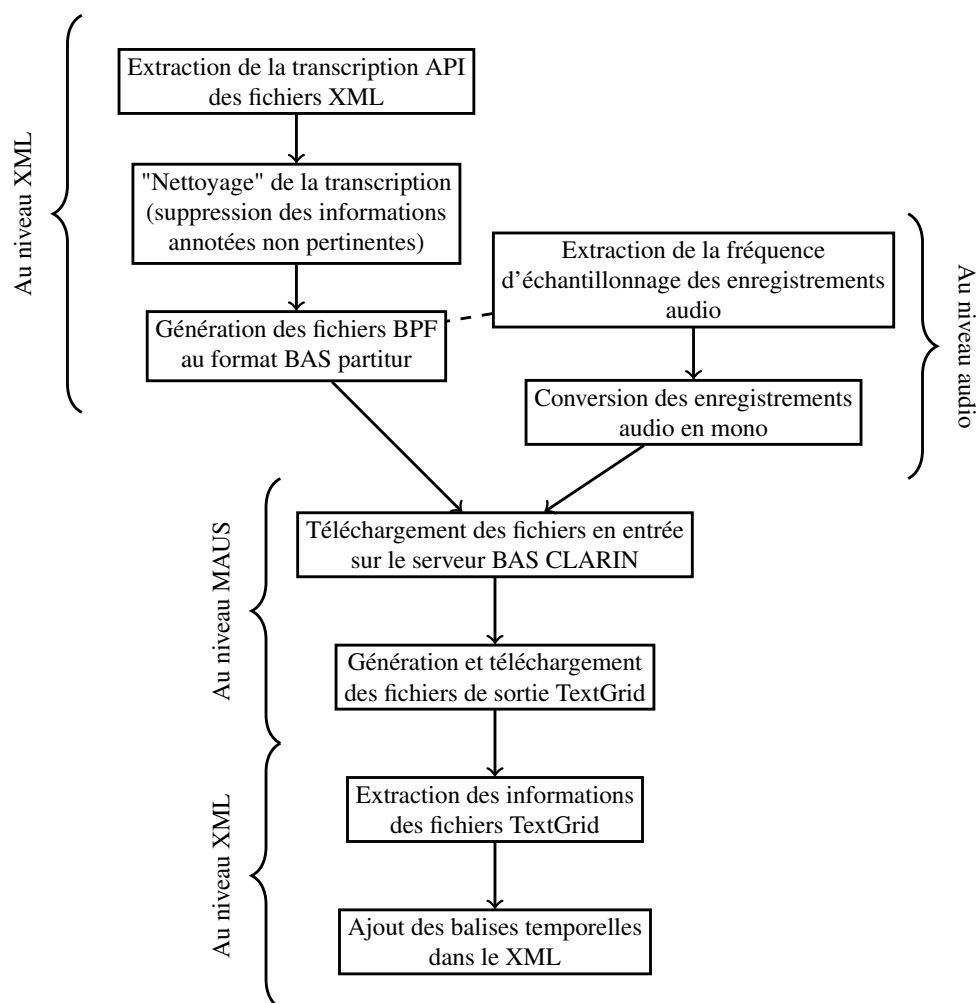 Au niveau XML
Extraction de la transcription API
des fichiers XML
"Nettoyage" de la transcription
(suppression des informations
annotées non pertinentes)
Génération des fichiers BPF
au format BAS partitur
Extraction de la fréquence
d'échantillonnage des enregistrements
audio
Conversion des enregistrements
audio en mono
Au niveau audio
Au niveau MAUS
Téléchargement des fichiers en entrée
sur le serveur BAS CLARIN
Génération et téléchargement
des fichiers de sortie TextGrid
Au niveau XML
Extraction des informations
des fichiers TextGrid
Ajout des balises temporelles
dans le XML